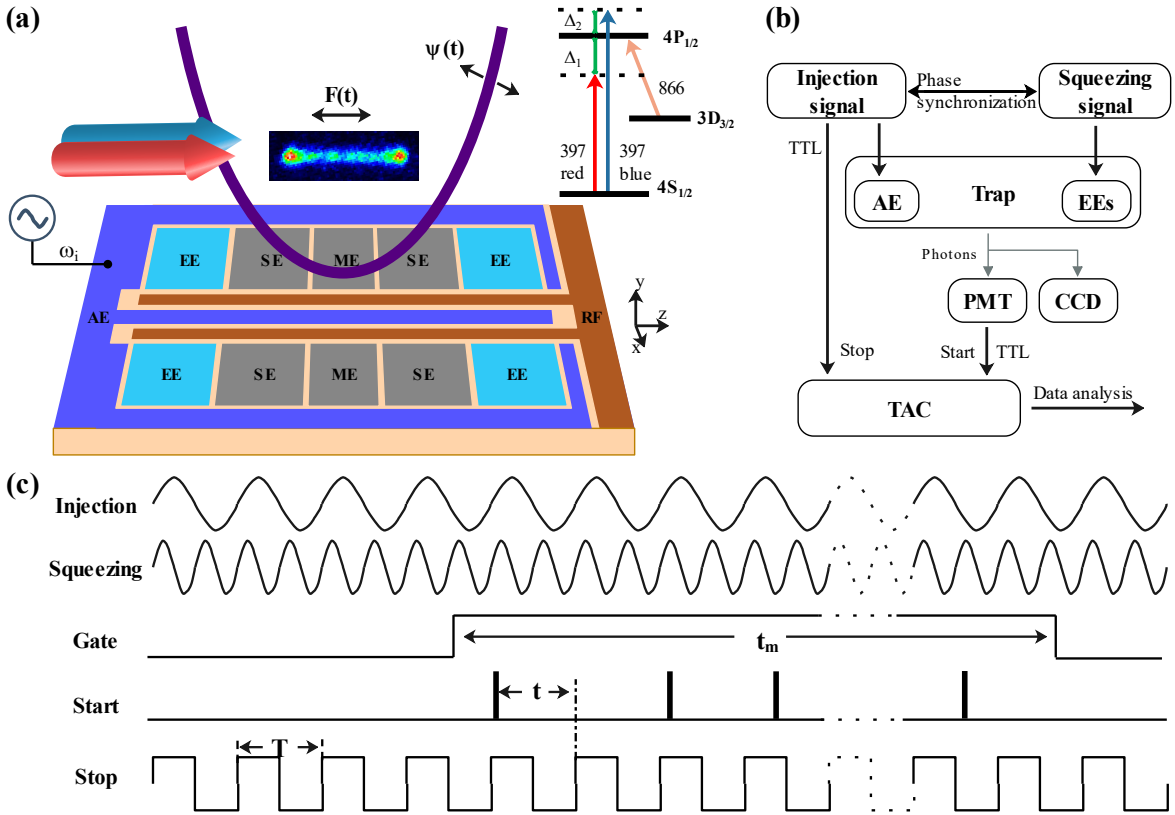 (a)
ψ(t)
F(t)
Δ₂
Δ₁
4P₁/₂
866
3D₃/₂
397
red
397
blue
4S₁/₂
ωᵢ
EE SE ME SE EE
AE
RF
EE SE ME SE EE
y
z
x
(b)
Injection
signal
Phase
synchronization
Squeezing
signal
TTL
AE
Trap
EEs
Photons
PMT
CCD
Stop
Start
TTL
TAC
Data analysis
(c)
Injection
Squeezing
Gate
tₘ
Start
t
T
Stop